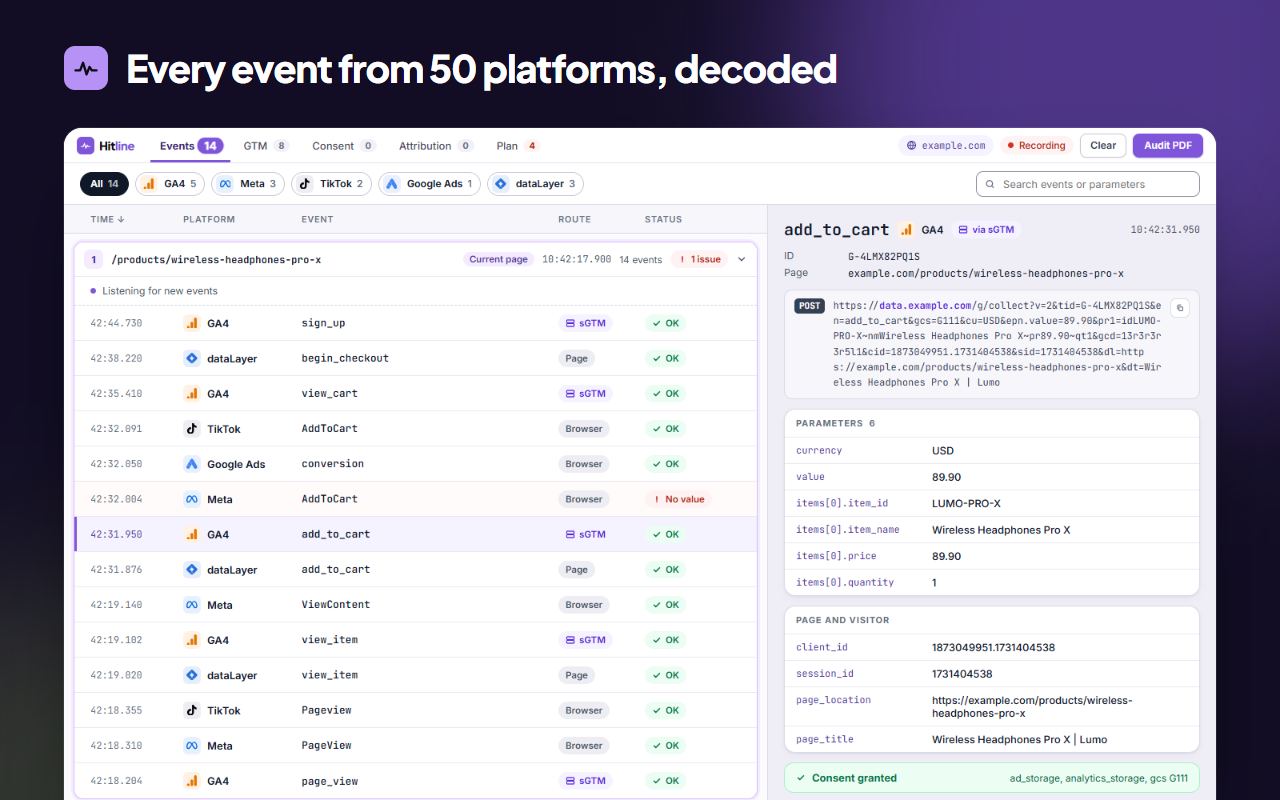 Every event from 50 platforms, decoded
Hitline
Events 14
GTM 8
Consent 0
Attribution 0
Plan 4
example.com
Recording
Clear
Audit PDF
All 14
GA4 5
Meta 3
TikTok 2
Google Ads 1
dataLayer 3
Search events or parameters
TIME ↓ PLATFORM EVENT ROUTE STATUS
1 /products/wireless-headphones-pro-x Current page 10:42:17.900 14 events ! 1 issue
Listening for new events
42:44.730 GA4 sign_up sGTM OK
42:38.220 dataLayer begin_checkout Page OK
42:35.410 GA4 view_cart sGTM OK
42:32.091 TikTok AddToCart Browser OK
42:32.050 Google Ads conversion Browser OK
42:32.004 Meta AddToCart Browser ! No value
42:31.950 GA4 add_to_cart sGTM OK
42:31.876 dataLayer add_to_cart Page OK
42:19.140 Meta ViewContent Browser OK
42:19.102 GA4 view_item sGTM OK
42:19.020 dataLayer view_item Page OK
42:18.355 TikTok Pageview Browser OK
42:18.310 Meta PageView Browser OK
42:18.204 GA4 page_view sGTM OK
add_to_cart GA4 via sGTM 10:42:31.950
ID G-4LMX82PQ1S
Page example.com/products/wireless-headphones-pro-x
POST https://data.example.com/g/collect?v=2&tid=G-4LMX82PQ1S&e
n=add_to_cart&gcs=G111&cu=USD&epn.value=89.90&pr1=idLUMO-
PRO-X~nmWireless Headphones Pro X~pr89.90~qt1&gcd=13r3r3r
3r5l1&cid=1873049951.1731404538&sid=1731404538&dl=http
s://example.com/products/wireless-headphones-pro-x&dt=Wir
eless Headphones Pro X | Lumo
PARAMETERS 6
currency USD
value 89.90
items[0].item_id LUMO-PRO-X
items[0].item_name Wireless Headphones Pro X
items[0].price 89.90
items[0].quantity 1
PAGE AND VISITOR
client_id 1873049951.1731404538
session_id 1731404538
page_location https://example.com/products/wireless-
headphones-pro-x
page_title Wireless Headphones Pro X | Lumo
Consent granted ad_storage, analytics_storage, gcs G111